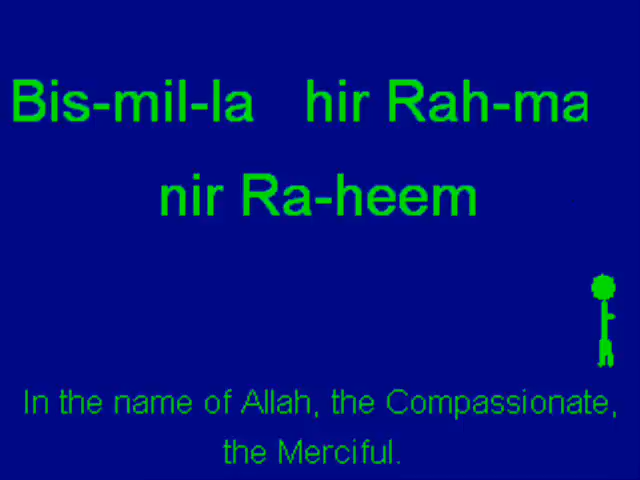 Bis-mil-la hir Rah-ma
nir Ra-heem
In the name of Allah, the Compassionate,
the Merciful.